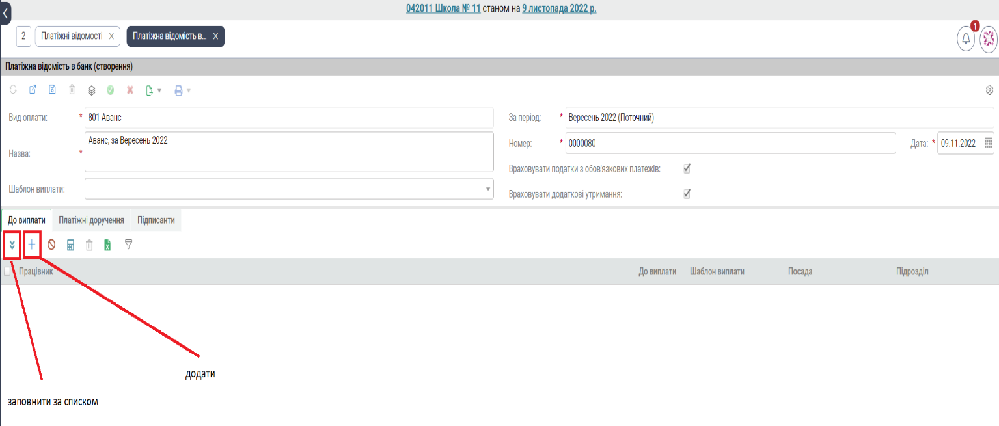 042011 Школа № 11 станом на 9 листопада 2022 р.
2 Платіжні відомості Платіжна відомість в...
1
Платіжна відомість в банк (створення)
Вид оплати: * 801 Аванс За період: * Вересень 2022 (Поточний)
Назва: * Аванс, за Вересень 2022 Номер: * 0000080 Дата: * 09.11.2022
Враховувати податки з обов'язкових платежів:
Шаблон виплати: Враховувати додаткові утримання:
До виплати Платіжні доручення Підписанти
Працівник До виплати Шаблон виплати Посада Підрозділ
додати
заповнити за списком